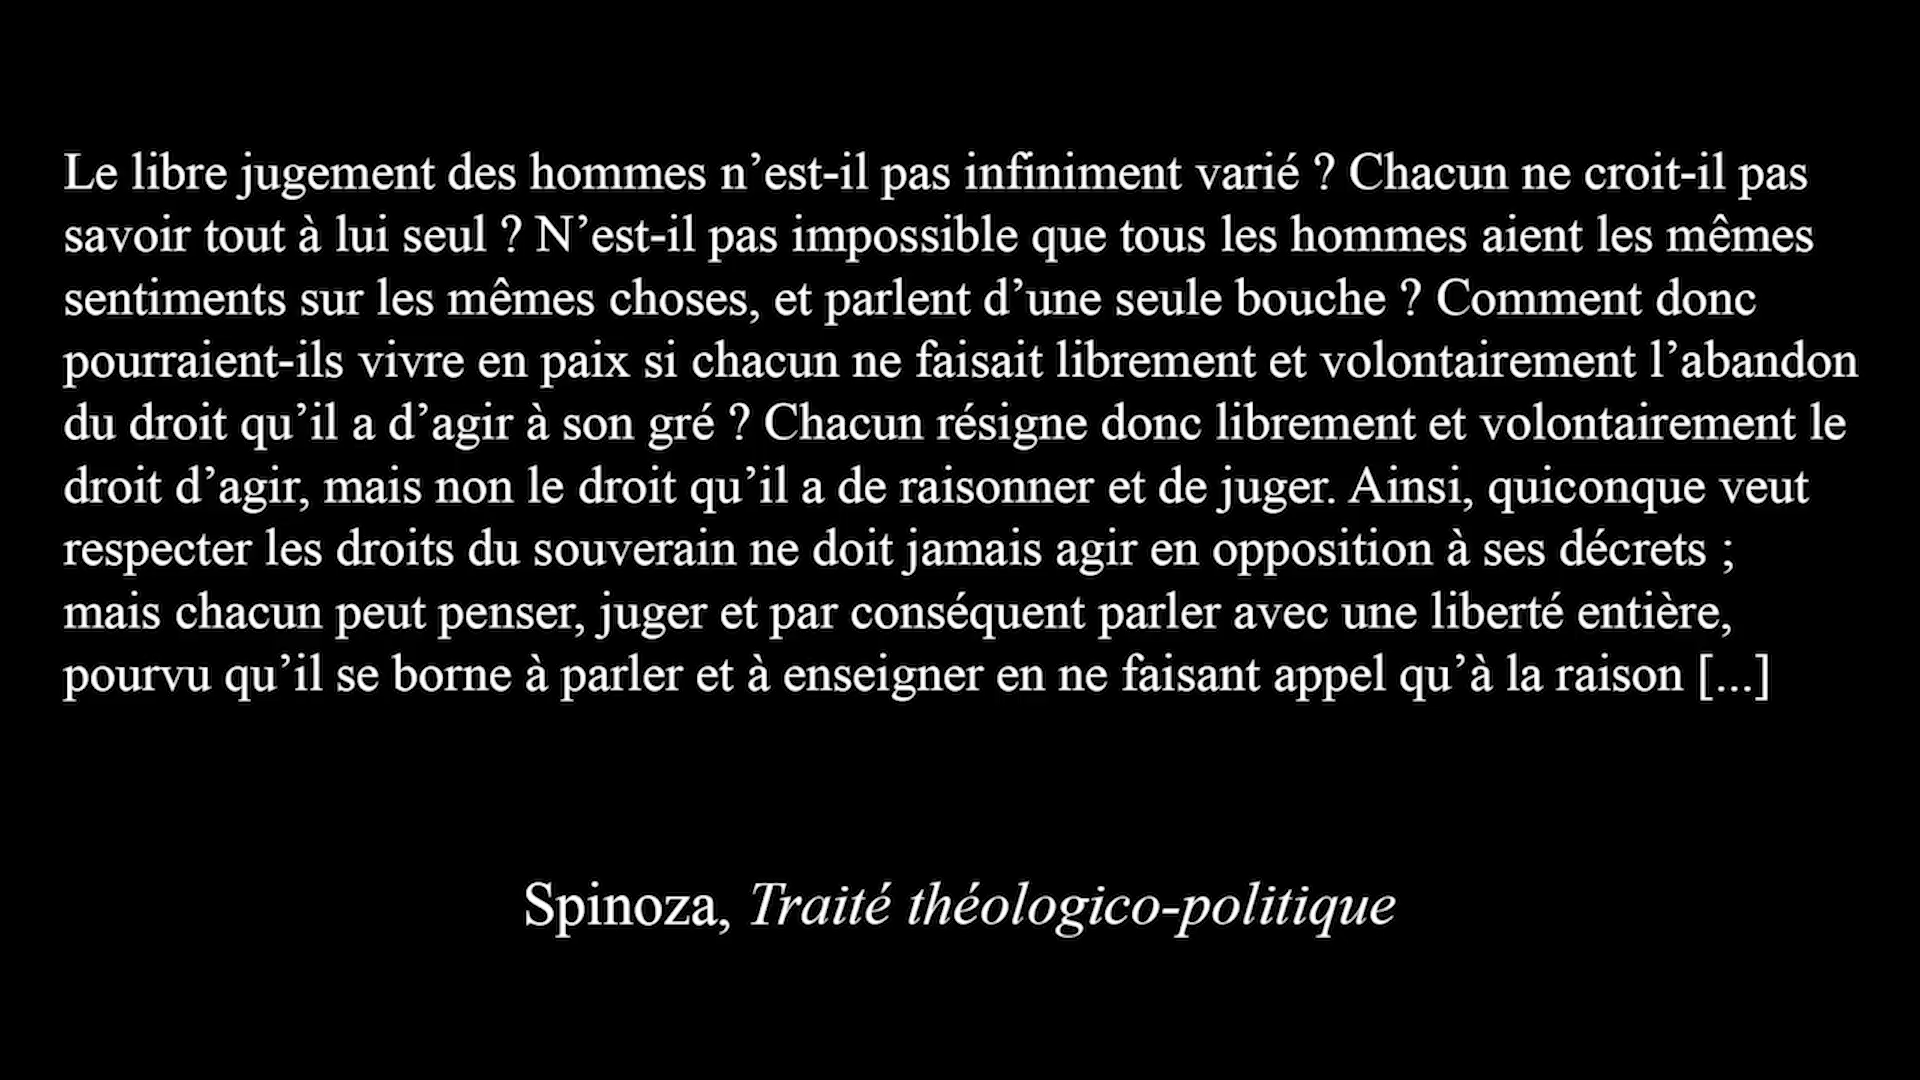 Le libre jugement des hommes n’est-il pas infiniment varié ? Chacun ne croit-il pas
savoir tout à lui seul ? N’est-il pas impossible que tous les hommes aient les mêmes
sentiments sur les mêmes choses, et parlent d’une seule bouche ? Comment donc
pourraient-ils vivre en paix si chacun ne faisait librement et volontairement l’abandon
du droit qu’il a d’agir à son gré ? Chacun résigne donc librement et volontairement le
droit d’agir, mais non le droit qu’il a de raisonner et de juger. Ainsi, quiconque veut
respecter les droits du souverain ne doit jamais agir en opposition à ses décrets ;
mais chacun peut penser, juger et par conséquent parler avec une liberté entière,
pourvu qu’il se borne à parler et à enseigner en ne faisant appel qu’à la raison [...]
Spinoza, Traité théologico-politique